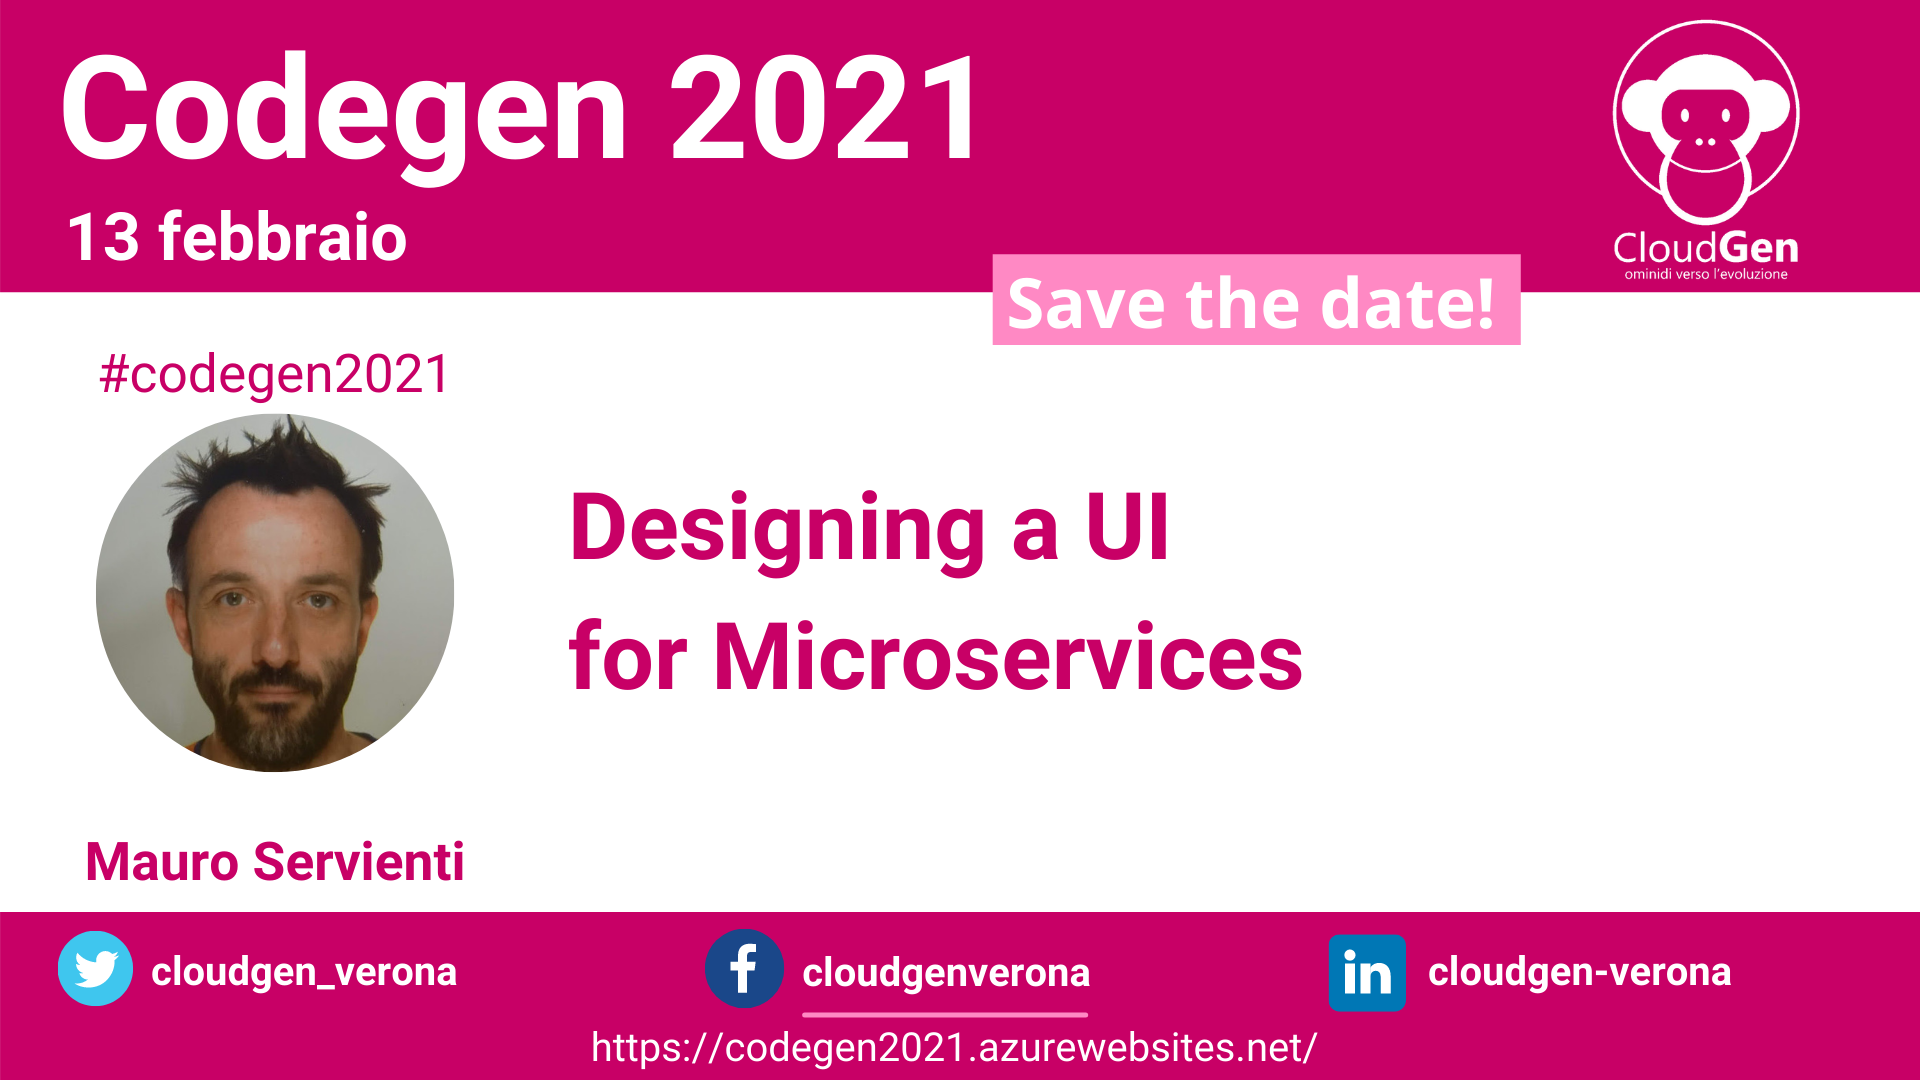 Codegen 2021
13 febbraio
CloudGen
ominidi verso l'evoluzione
Save the date!
#codegen2021
Designing a UI
for Microservices
Mauro Servienti
cloudgen_verona
cloudgenverona
in
cloudgen-verona
https://codegen2021.azurewebsites.net/